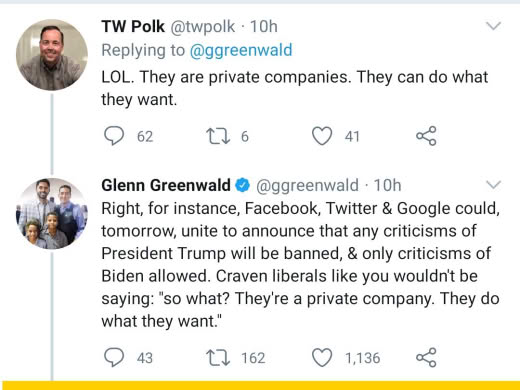 TW Polk @twpolk · 10h
Replying to @ggreenwald
LOL. They are private companies. They can do what
they want.
62 6 41
Glenn Greenwald @ggreenwald · 10h
Right, for instance, Facebook, Twitter & Google could,
tomorrow, unite to announce that any criticisms of
President Trump will be banned, & only criticisms of
Biden allowed. Craven liberals like you wouldn't be
saying: "so what? They're a private company. They do
what they want."
43 162 1,136